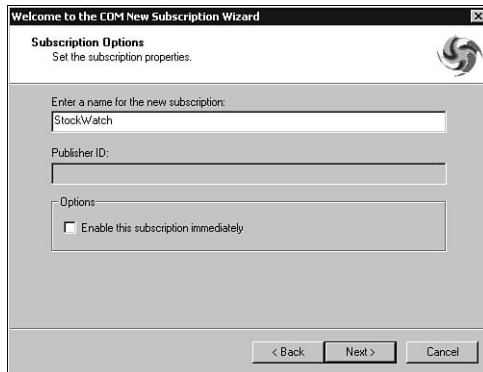 Welcome to the COM New Subscription Wizard
Subscription Options
Set the subscription properties.
Enter a name for the new subscription:
StockWatch
Publisher ID:
Options
Enable this subscription immediately
< Back Next > Cancel